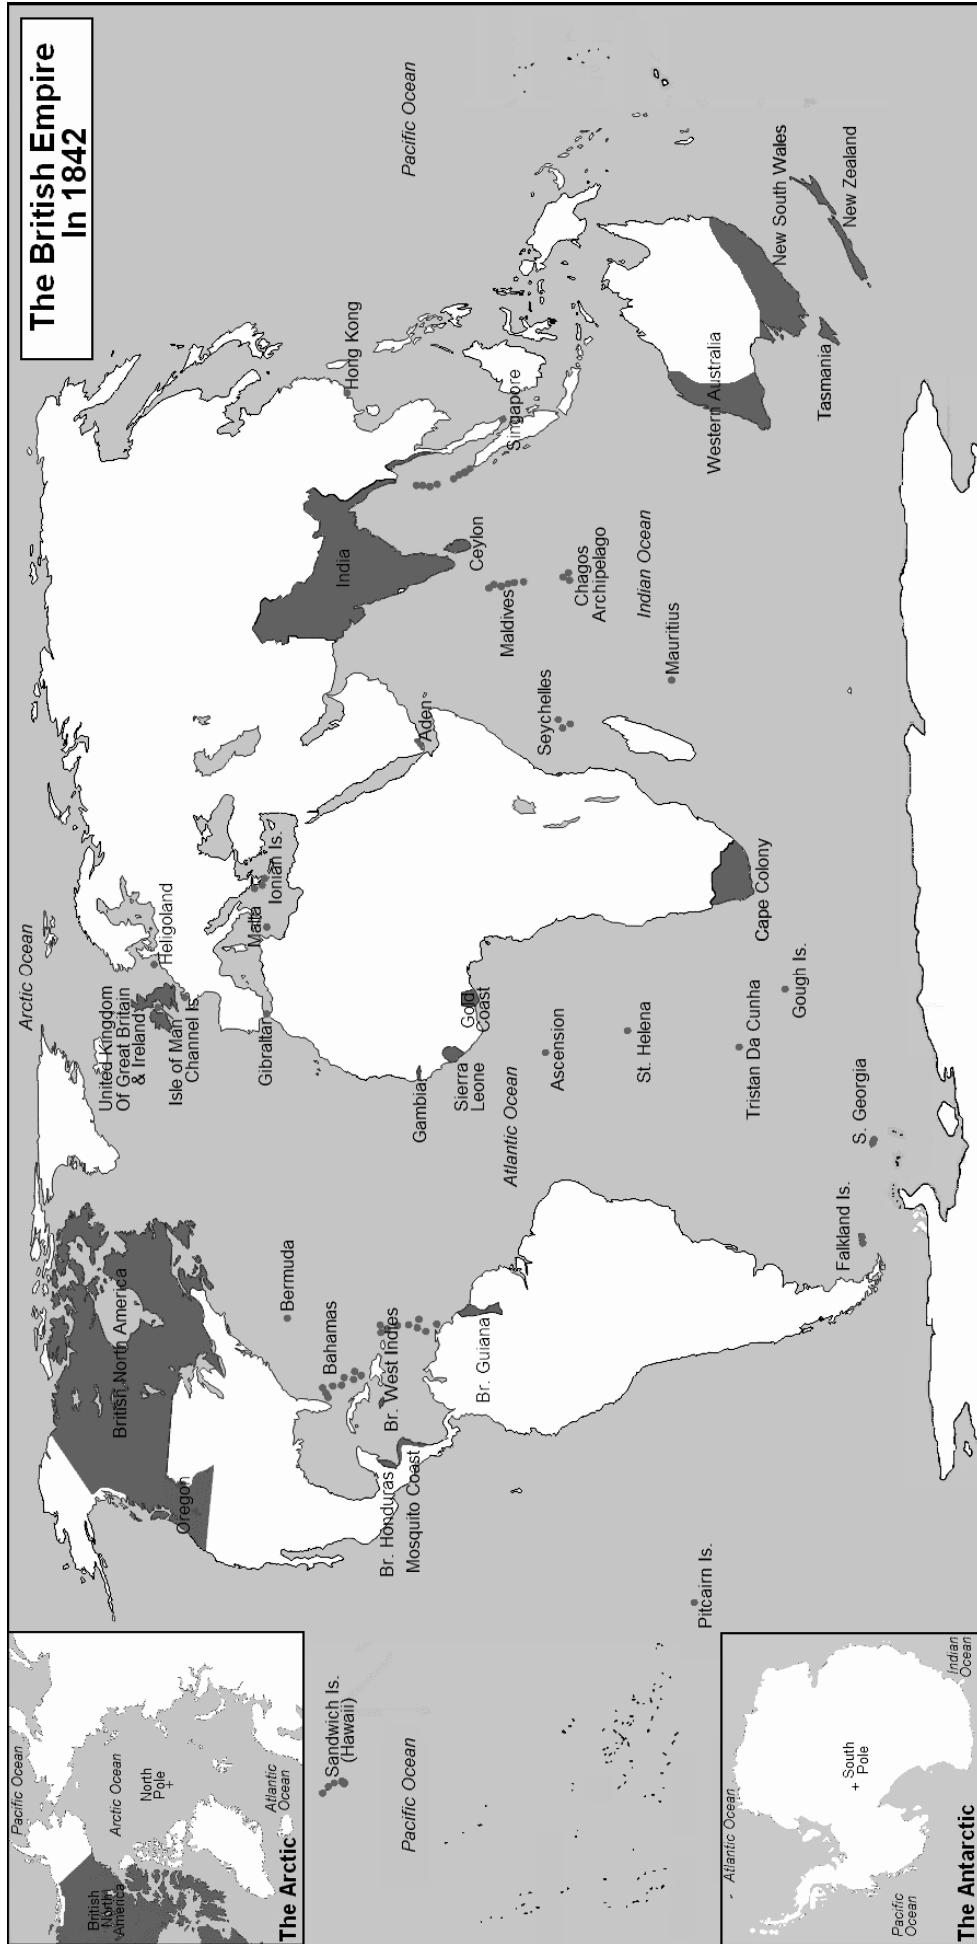 The British Empire
In 1842
Arctic Ocean
United Kingdom
Of Great Britain
& Ireland
Isle of Man
Channel Is.
Heligoland
Gibraltar
Malta
Ionian Is.
British North America
Oregon
Bermuda
Bahamas
Br. West Indies
Br. Honduras
Mosquito Coast
Br. Guiana
Gambia
Sierra
Leone
Gold
Coast
Atlantic Ocean
Ascension
St. Helena
Tristan Da Cunha
Gough Is.
Cape Colony
S. Georgia
Falkland Is.
Pitcairn Is.
Sandwich Is.
(Hawaii)
Pacific Ocean
Aden
India
Ceylon
Maldives
Seychelles
Chagos
Archipelago
Indian Ocean
Mauritius
Hong Kong
Singapore
Pacific Ocean
Western Australia
New South Wales
Tasmania
New Zealand
Pacific Ocean
Arctic Ocean
North
Pole
+
British
North
America
Atlantic
Ocean
The Arctic
Atlantic Ocean
+ South
Pole
Pacific
Ocean
Indian
Ocean
The Antarctic